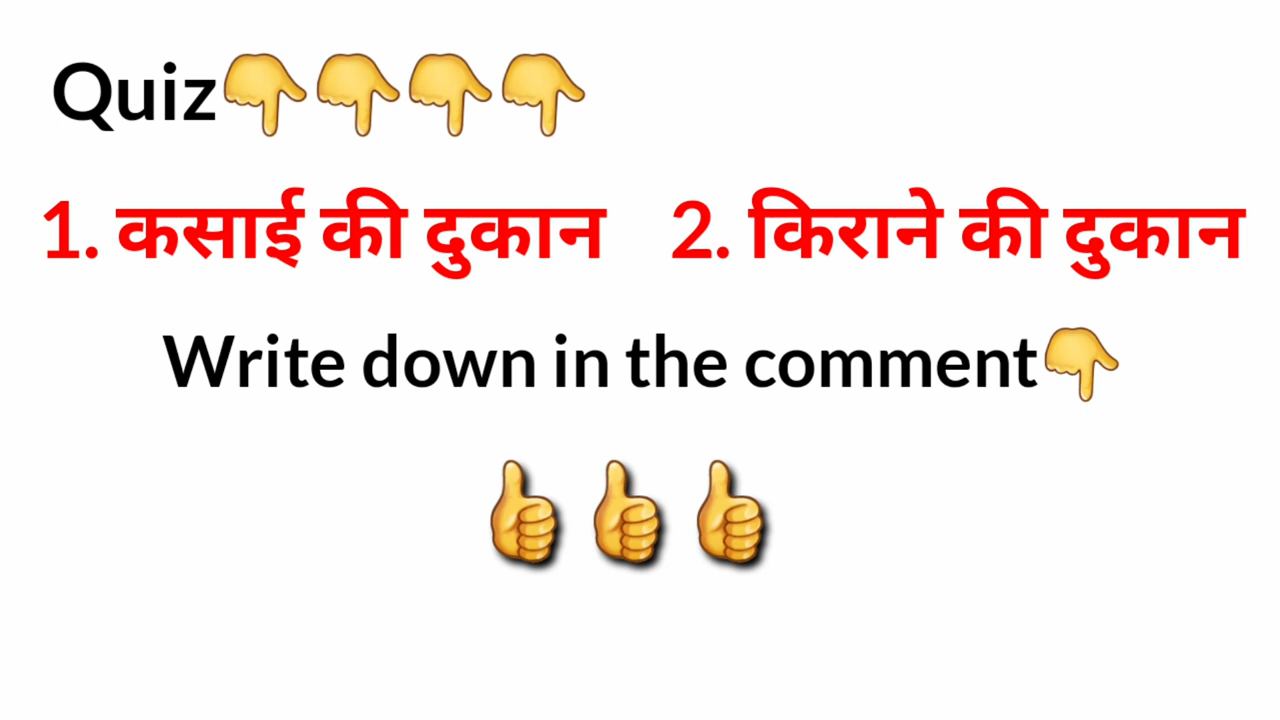 Quiz👇👇👇👇
1. कसाई की दुकान 2. किराने की दुकान
Write down in the comment👇
👍👍👍